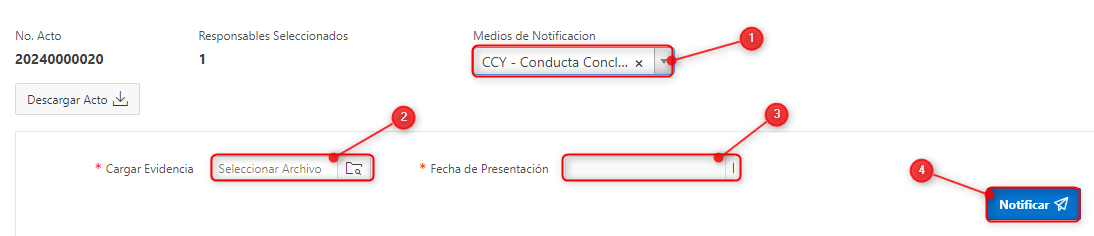 No. Acto
Responsables Seleccionados
Medios de Notificacion
1
20240000020
1
CCY - Conducta Concl... ×
Descargar Acto
2
3
* Cargar Evidencia
Seleccionar Archivo
* Fecha de Presentación
4
Notificar